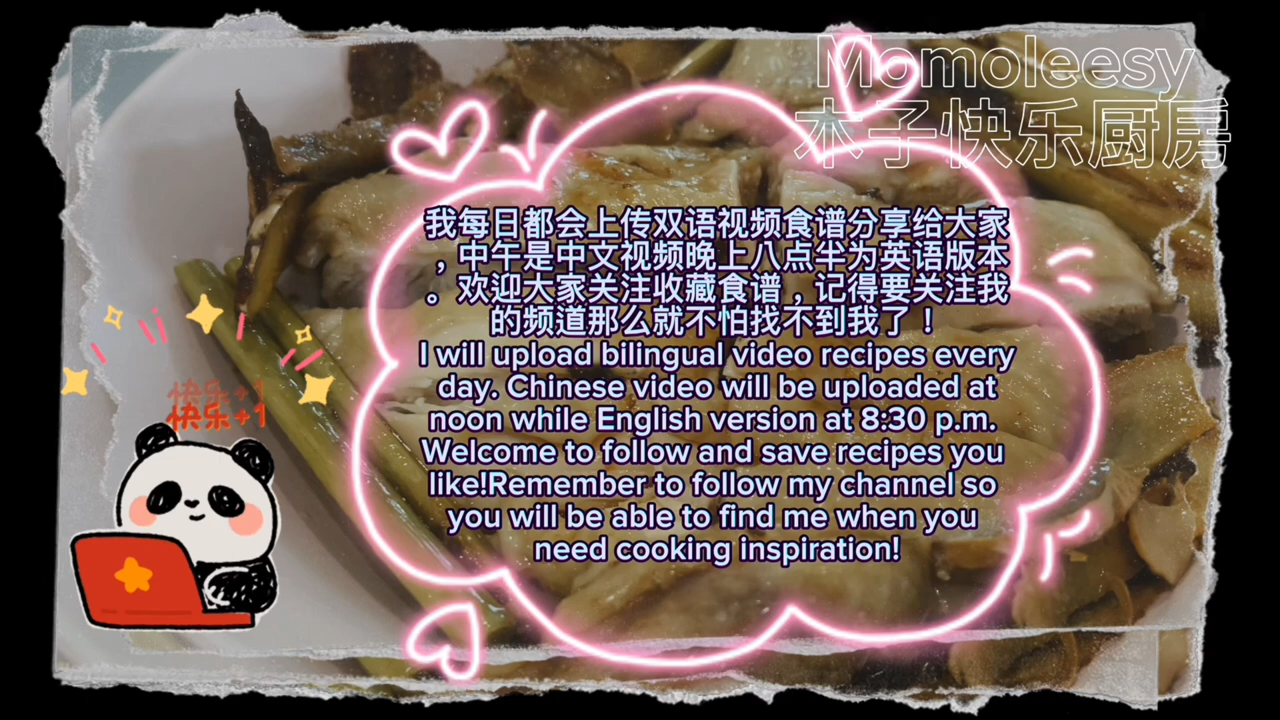 Momoleesy
木子快乐厨房
我每日都会上传双语视频食谱分享给大家
，中午是中文视频晚上八点半为英语版本
。欢迎大家关注收藏食谱，记得要关注我
的频道那么就不怕找不到我了！
I will upload bilingual video recipes every
day. Chinese video will be uploaded at
noon while English version at 8:30 p.m.
Welcome to follow and save recipes you
like!Remember to follow my channel so
you will be able to find me when you
need cooking inspiration!
快乐+1
快乐+1